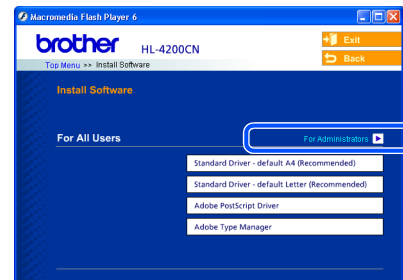 Macromedia Flash Player 6
brother HL-4200CN
Exit
Back
Top Menu >> Install Software
Install Software
For All Users
For Administrators
Standard Driver - default A4 (Recommended)
Standard Driver - default Letter (Recommended)
Adobe PostScript Driver
Adobe Type Manager